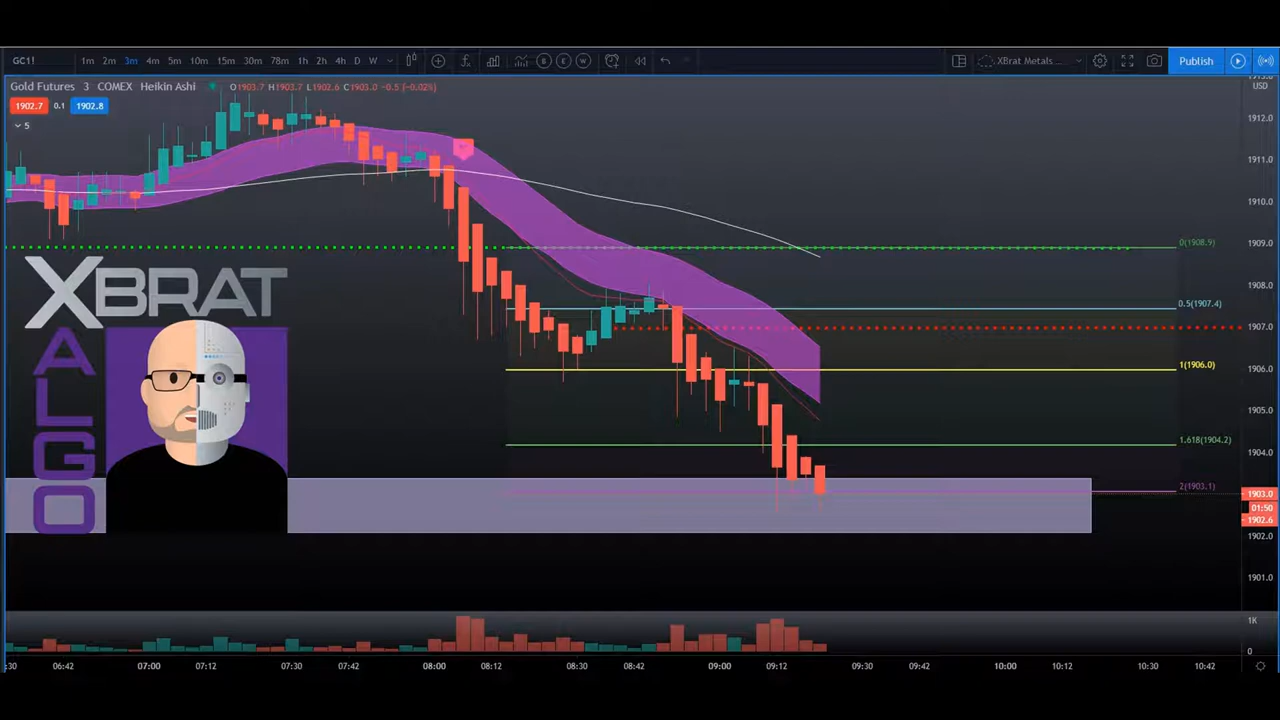 GC1! 1m 2m 3m 4m 5m 10m 15m 30m 78m 1h 2h 4h D W XBrat Metals ... Publish
Gold Futures 3 COMEX Heikin Ashi O1903.7 H1903.7 L1902.6 C1903.0 −0.5 (−0.02%)
1902.7 0.1 1902.8
5
USD
1912.0
1911.0
1910.0
1909.0
0(1908.9)
1908.0
0.5(1907.4)
1907.0
1906.0
1(1906.0)
1905.0
1.618(1904.2)
1904.0
2(1903.1)
1903.0
01:50
1902.6
1902.0
1901.0
XBRAT
ALGO
1K
0
:30 06:42 07:00 07:12 07:30 07:42 08:00 08:12 08:30 08:42 09:00 09:12 09:30 09:42 10:00 10:12 10:30 10:42